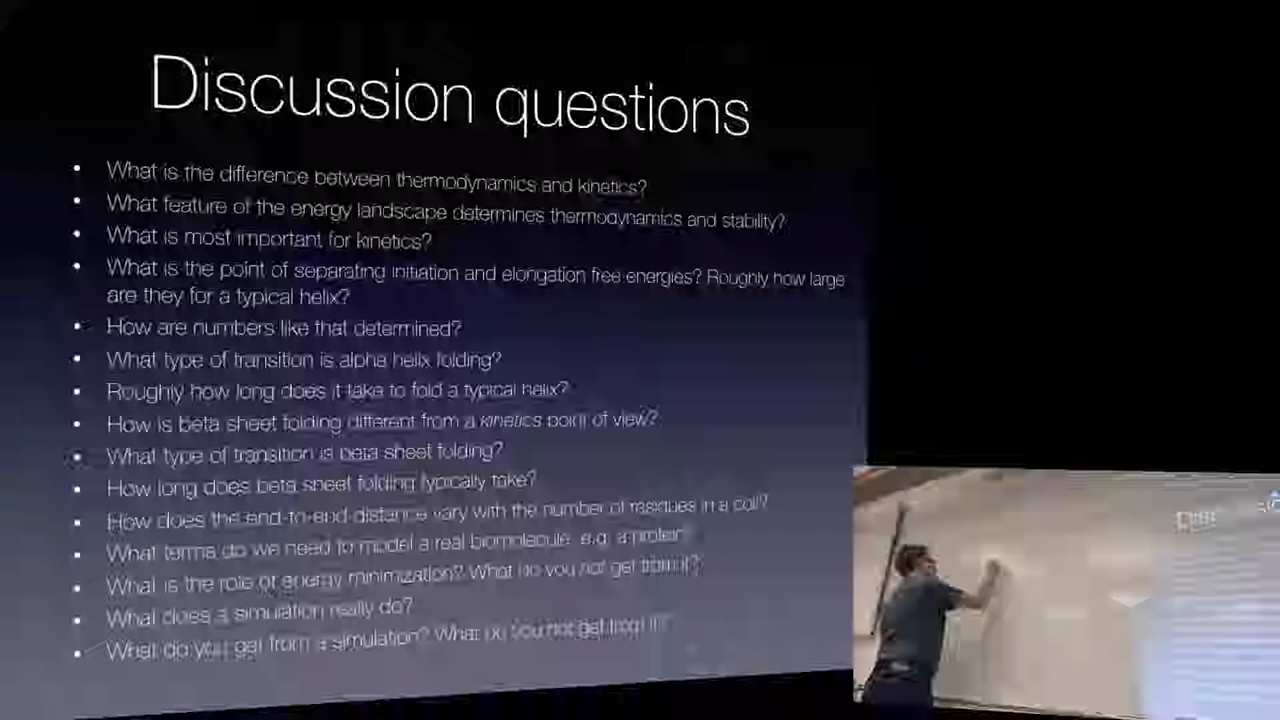 Discussion questions
• What is the difference between thermodynamics and kinetics?
• What feature of the energy landscape determines thermodynamics and stability?
• What is most important for kinetics?
• What is the point of separating initiation and elongation free energies? Roughly how large
are they for a typical helix?
• How are numbers like that determined?
• What type of transition is alpha helix folding?
• Roughly how long does it take to fold a typical helix?
• How is beta sheet folding different from a kinetics point of view?
• What type of transition is beta sheet folding?
• How long does beta sheet folding typically take?
• How does the end-to-end-distance vary with the number of residues in a coil?
• What terms do we need to model a real biomolecule, e.g. a protein?
• What is the role of energy minimization? What do you not get from it?
• What does a simulation really do?
• What do you get from a simulation? What do you not get from it?